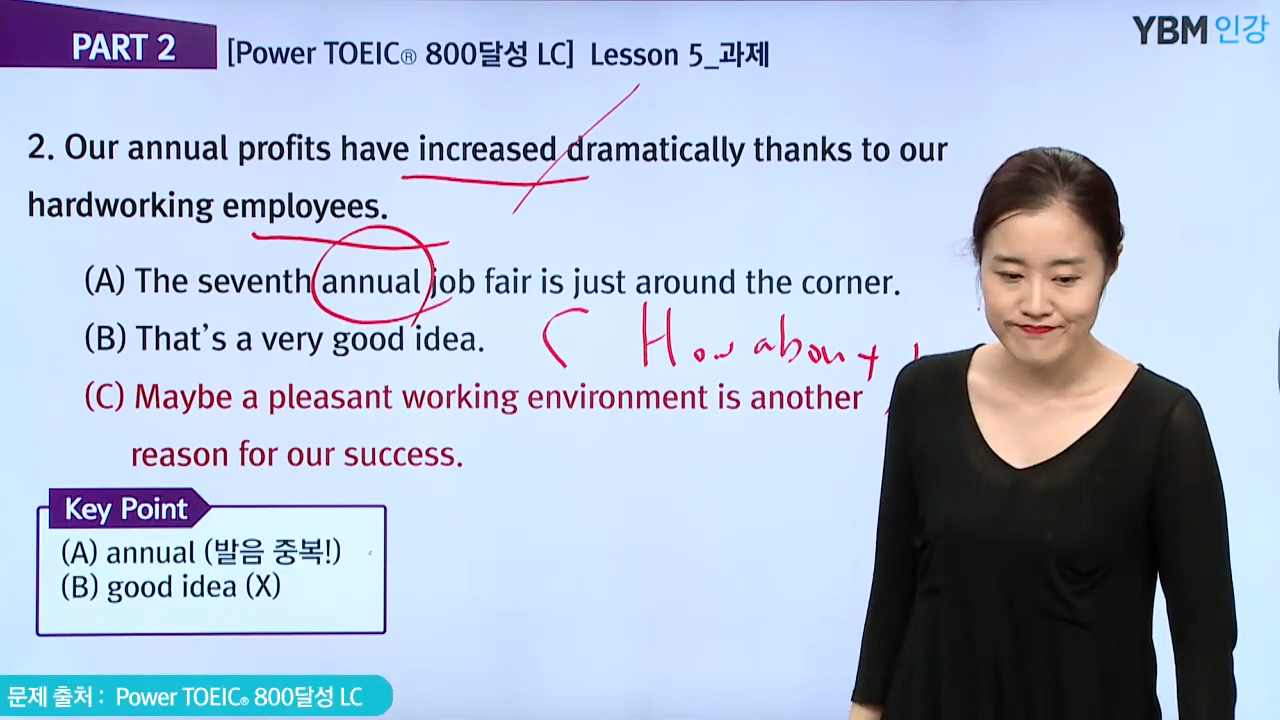 PART 2
[Power TOEIC® 800달성 LC] Lesson 5_과제
YBM 인강
2. Our annual profits have increased dramatically thanks to our
hardworking employees.
(A) The seventh annual job fair is just around the corner.
(B) That's a very good idea.
How about
(C) Maybe a pleasant working environment is another
reason for our success.
Key Point
(A) annual (발음 중복!)
(B) good idea (X)
문제 출처 : Power TOEIC® 800달성 LC